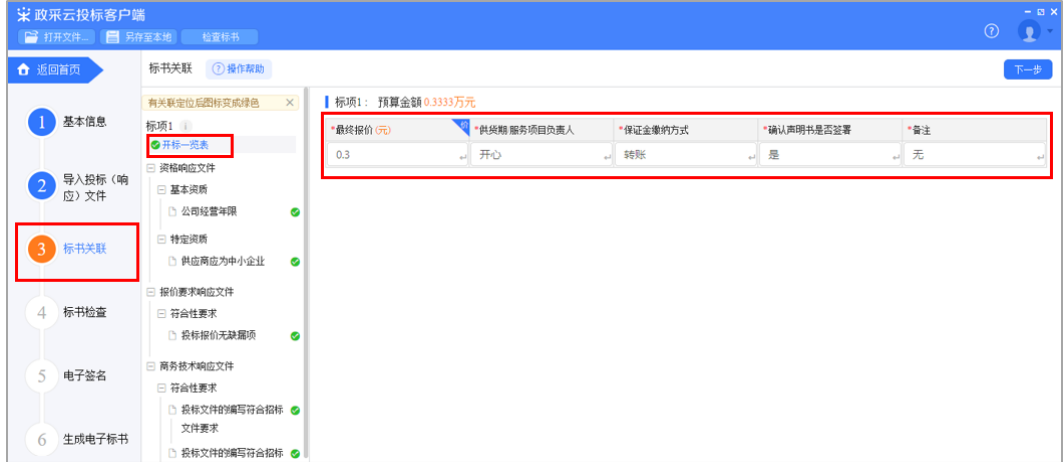 政采云投标客户端
打开文件... 另存至本地 检查标书
返回首页
标书关联 操作帮助
下一步
1 基本信息
2 导入投标（响
应）文件
3 标书关联
4 标书检查
5 电子签名
6 生成电子标书
有关联定位后图标变成绿色
标项1
开标一览表
资格响应文件
基本资质
公司经营年限
特定资质
供应商应为中小企业
报价要求响应文件
符合性要求
投标报价无缺漏项
商务技术响应文件
符合性要求
投标文件的编写符合招标
文件要求
投标文件的编写符合招标
标项1： 预算金额 0.3333万元
*最终报价 (元) 价 *供货期 服务项目负责人 *保证金缴纳方式 *确认声明书是否签署 *备注
0.3 开心 转账 是 无